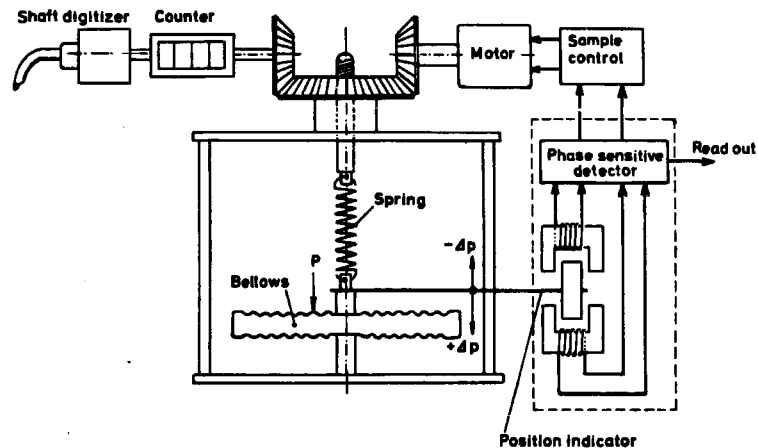 Shaft digitizer
Counter
Motor
Sample
control
Phase sensitive
detector
Read out
Spring
-Δp
P
Bellows
+Δp
Position indicator